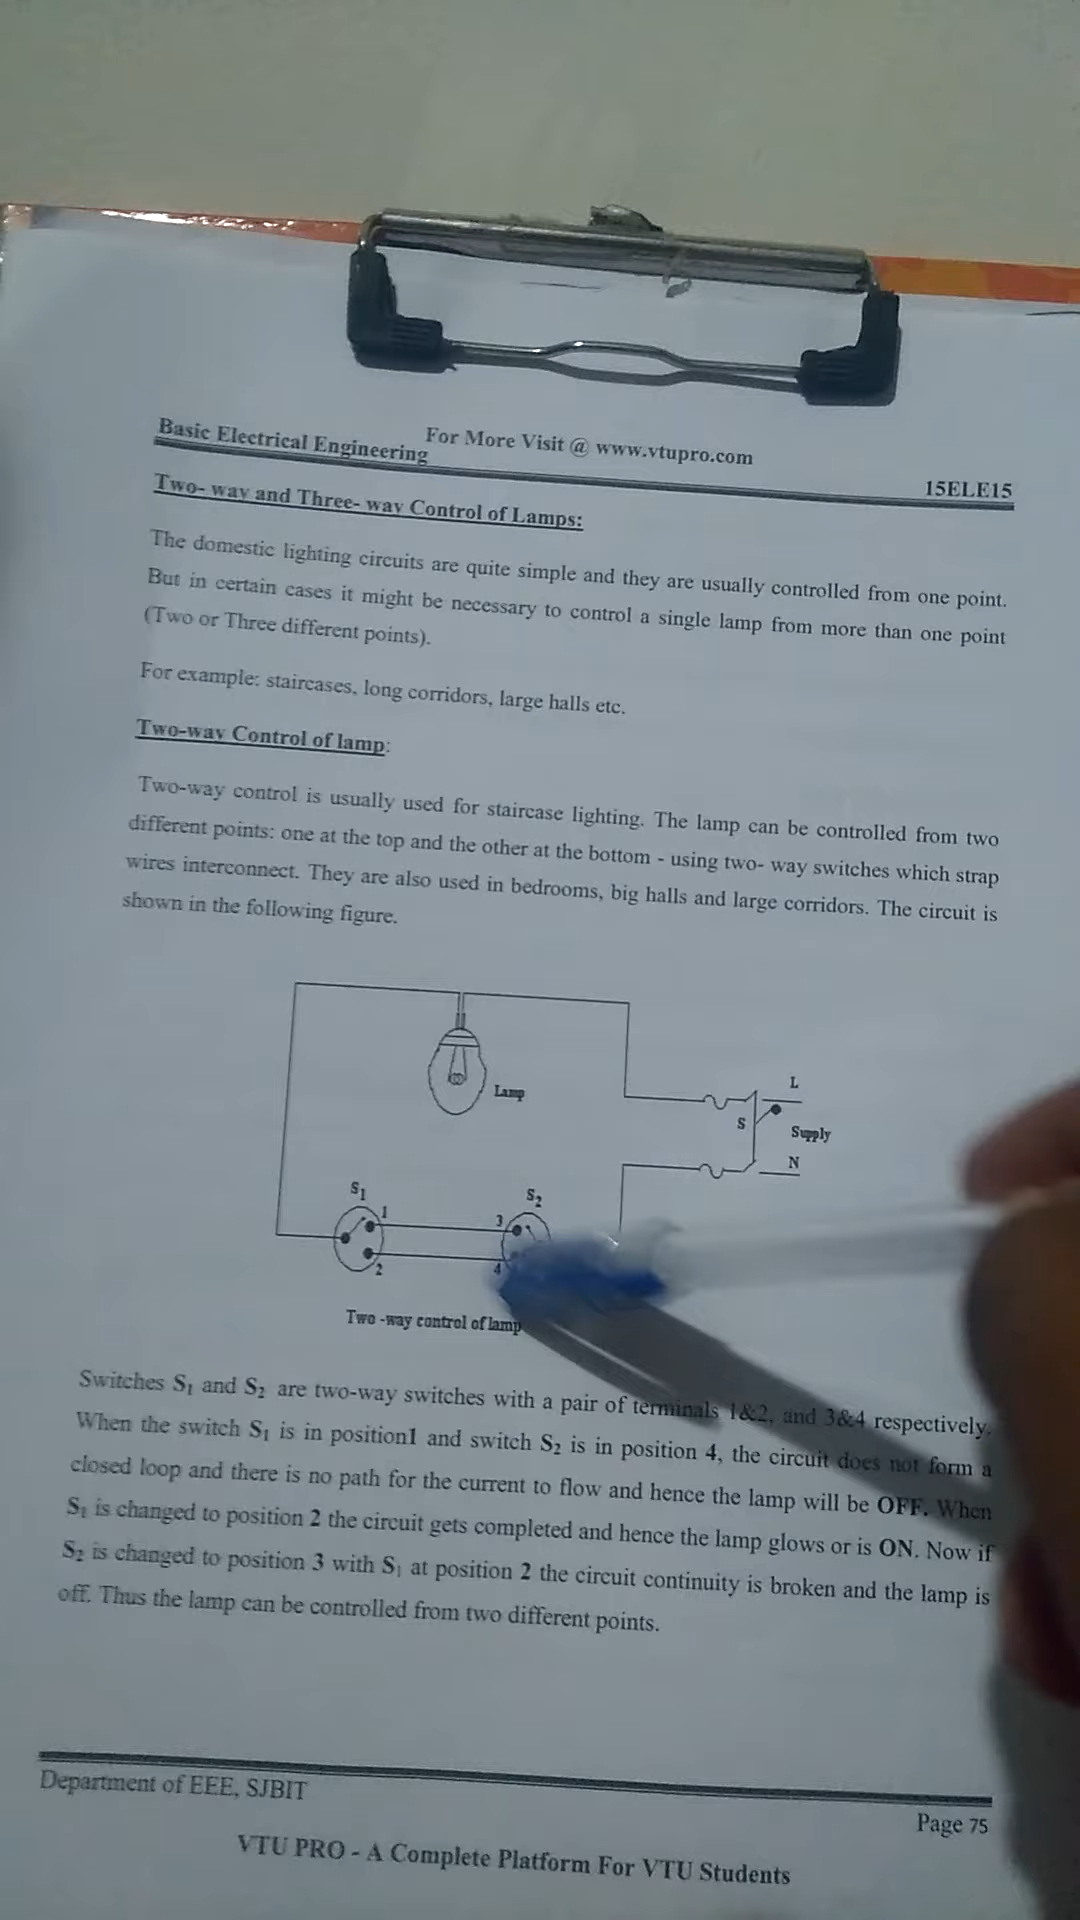 For More Visit @ www.vtupro.com
Basic Electrical Engineering
15ELE15
Two- way and Three- way Control of Lamps:
The domestic lighting circuits are quite simple and they are usually controlled from one point.
But in certain cases it might be necessary to control a single lamp from more than one point
(Two or Three different points).
For example: staircases, long corridors, large halls etc.
Two-way Control of lamp:
Two-way control is usually used for staircase lighting. The lamp can be controlled from two
different points: one at the top and the other at the bottom - using two- way switches which strap
wires interconnect. They are also used in bedrooms, big halls and large corridors. The circuit is
shown in the following figure.
Lamp
L
S
Supply
N
S₁
S₂
1
3
2
4
Two -way control of lamp
Switches S₁ and S₂ are two-way switches with a pair of terminals 1&2, and 3&4 respectively.
When the switch S₁ is in position1 and switch S₂ is in position 4, the circuit does not form a
closed loop and there is no path for the current to flow and hence the lamp will be OFF. When
S₁ is changed to position 2 the circuit gets completed and hence the lamp glows or is ON. Now if
S₂ is changed to position 3 with S₁ at position 2 the circuit continuity is broken and the lamp is
off. Thus the lamp can be controlled from two different points.
Department of EEE, SJBIT
Page 75
VTU PRO - A Complete Platform For VTU Students